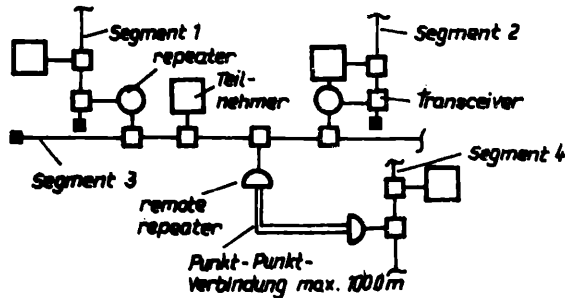 Segment 1
repeater
Teil-
nehmer
Segment 2
Transceiver
Segment 3
remote
repeater
Segment 4
Punkt-Punkt-
Verbindung max. 1000m